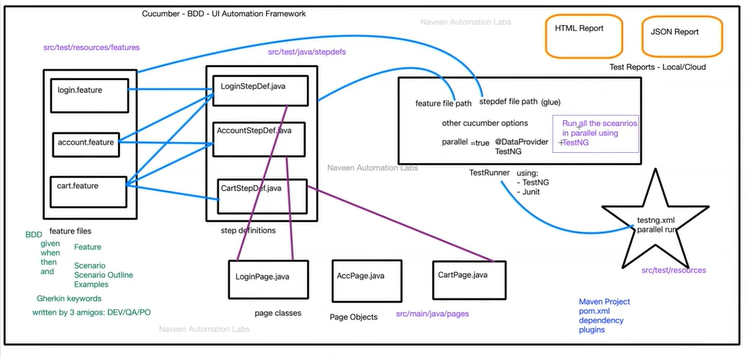 Cucumber - BDD - UI Automation Framework
Naveen Automation Labs
HTML Report
JSON Report
src/test/resources/features
src/test/java/stepdefs
Test Reports - Local/Cloud
login.feature
account.feature
cart.feature
feature files
LoginStepDef.java
AccountStepDef.java
CartStepDef.java
step definitions
feature file path
stepdef file path (glue)
other cucumber options
parallel =true
@DataProvider
TestNG
Run all the sceanrios
in parallel using
TestNG
Naveen Automation Labs
TestRunner
using:
- TestNG
- Junit
testng.xml
parallel run
src/test/resources
BDD
given
when
then
and
Feature
Scenario
Scenario Outline
Examples
Gherkin keywords
written by 3 amigos: DEV/QA/PO
LoginPage.java
AccPage.java
CartPage.java
page classes
Page Objects
src/main/java/pages
Maven Project
pom.xml
dependency
plugins
Naveen Automation Labs